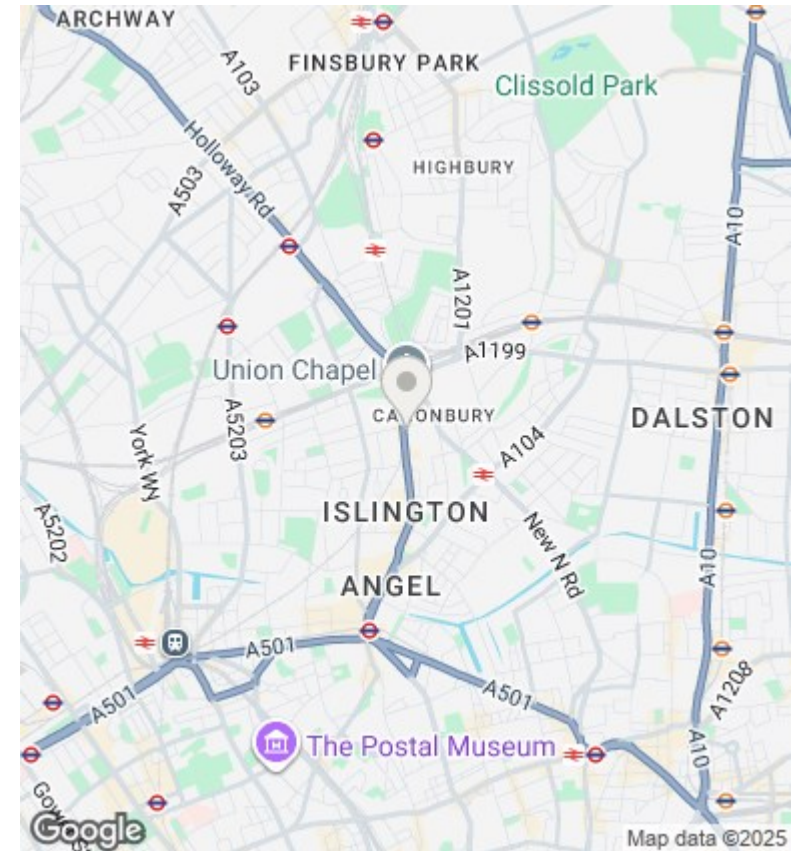 ARCHWAY
A103
FINSBURY PARK
Clissold Park
Holloway Rd
A503
HIGHBURY
A10
A1201
Union Chapel
A1199
A5203
York Wy
DALSTON
A104
A5202
ISLINGTON
New N Rd
ANGEL
A10
A501
A501
A501
A1208
The Postal Museum
A10
Google
Map data ©2025